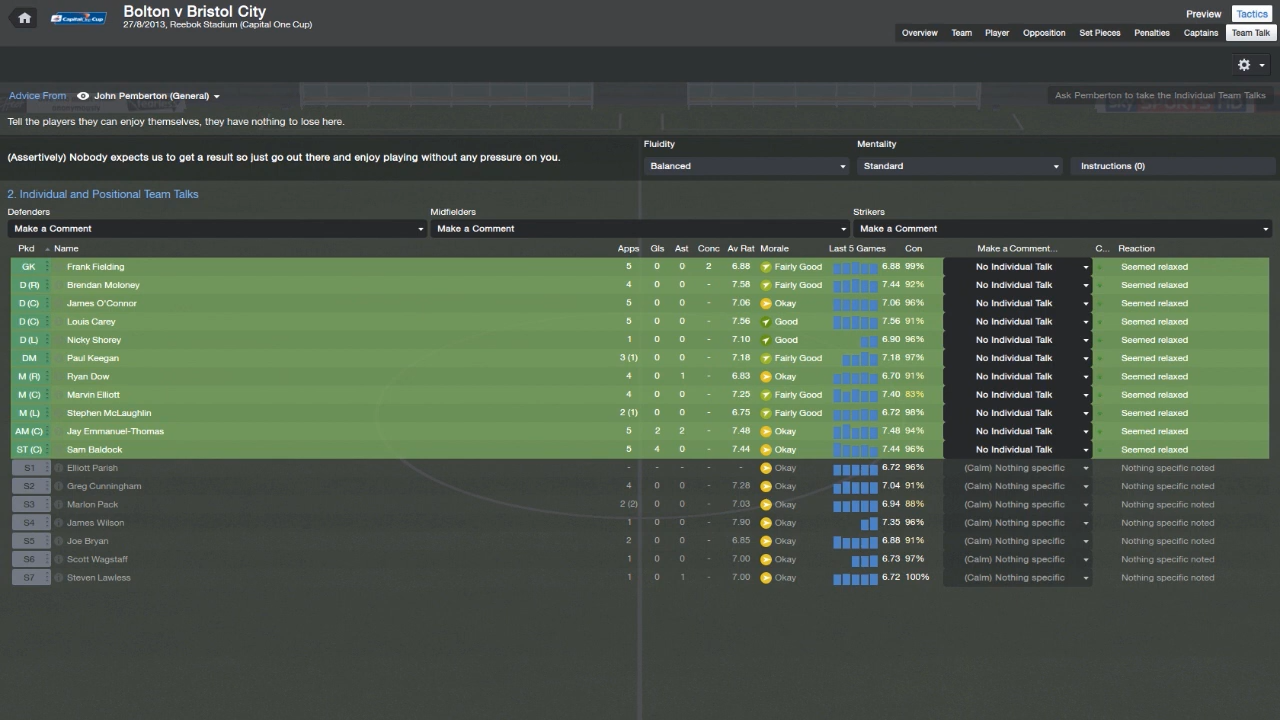 Bolton v Bristol City
Capital One Cup
27/8/2013, Reebok Stadium (Capital One Cup)
Preview Tactics
Overview Team Player Opposition Set Pieces Penalties Captains Team Talk
Advice From John Pemberton (General)
Ask Pemberton to take the Individual Team Talks
Tell the players they can enjoy themselves, they have nothing to lose here.
Fluidity Mentality
(Assertively) Nobody expects us to get a result so just go out there and enjoy playing without any pressure on you.
Balanced Standard Instructions (0)
2. Individual and Positional Team Talks
Defenders Midfielders Strikers
Make a Comment Make a Comment Make a Comment
Pkd Name Apps Gls Ast Conc Av Rat Morale Last 5 Games Con Make a Comment... C... Reaction
GK Frank Fielding 5 0 0 2 6.88 Fairly Good 6.88 99% No Individual Talk Seemed relaxed
D (R) Brendan Moloney 4 0 0 - 7.58 Fairly Good 7.44 92% No Individual Talk Seemed relaxed
D (C) James O'Connor 5 0 0 - 7.06 Okay 7.06 96% No Individual Talk Seemed relaxed
D (C) Louis Carey 5 0 0 - 7.56 Good 7.56 91% No Individual Talk Seemed relaxed
D (L) Nicky Shorey 1 0 0 - 7.10 Good 6.90 96% No Individual Talk Seemed relaxed
DM Paul Keegan 3 (1) 0 0 - 7.18 Fairly Good 7.18 97% No Individual Talk Seemed relaxed
M (R) Ryan Dow 4 0 1 - 6.83 Okay 6.70 91% No Individual Talk Seemed relaxed
M (C) Marvin Elliott 4 0 0 - 7.25 Fairly Good 7.40 83% No Individual Talk Seemed relaxed
M (L) Stephen McLaughlin 2 (1) 0 0 - 6.75 Fairly Good 6.72 98% No Individual Talk Seemed relaxed
AM (C) Jay Emmanuel-Thomas 5 2 2 - 7.48 Okay 7.48 94% No Individual Talk Seemed relaxed
ST (C) Sam Baldock 5 4 0 - 7.44 Okay 7.44 96% No Individual Talk Seemed relaxed
S1 Elliott Parish - - - - - Okay 6.72 96% (Calm) Nothing specific Nothing specific noted
S2 Greg Cunningham 4 0 0 - 7.28 Okay 7.04 91% (Calm) Nothing specific Nothing specific noted
S3 Marlon Pack 2 (2) 0 0 - 7.03 Okay 6.94 88% (Calm) Nothing specific Nothing specific noted
S4 James Wilson 1 0 0 - 7.90 Okay 7.35 96% (Calm) Nothing specific Nothing specific noted
S5 Joe Bryan 2 0 0 - 6.85 Okay 6.88 91% (Calm) Nothing specific Nothing specific noted
S6 Scott Wagstaff 1 0 0 - 7.00 Okay 6.73 97% (Calm) Nothing specific Nothing specific noted
S7 Steven Lawless 1 0 1 - 7.00 Okay 6.72 100% (Calm) Nothing specific Nothing specific noted